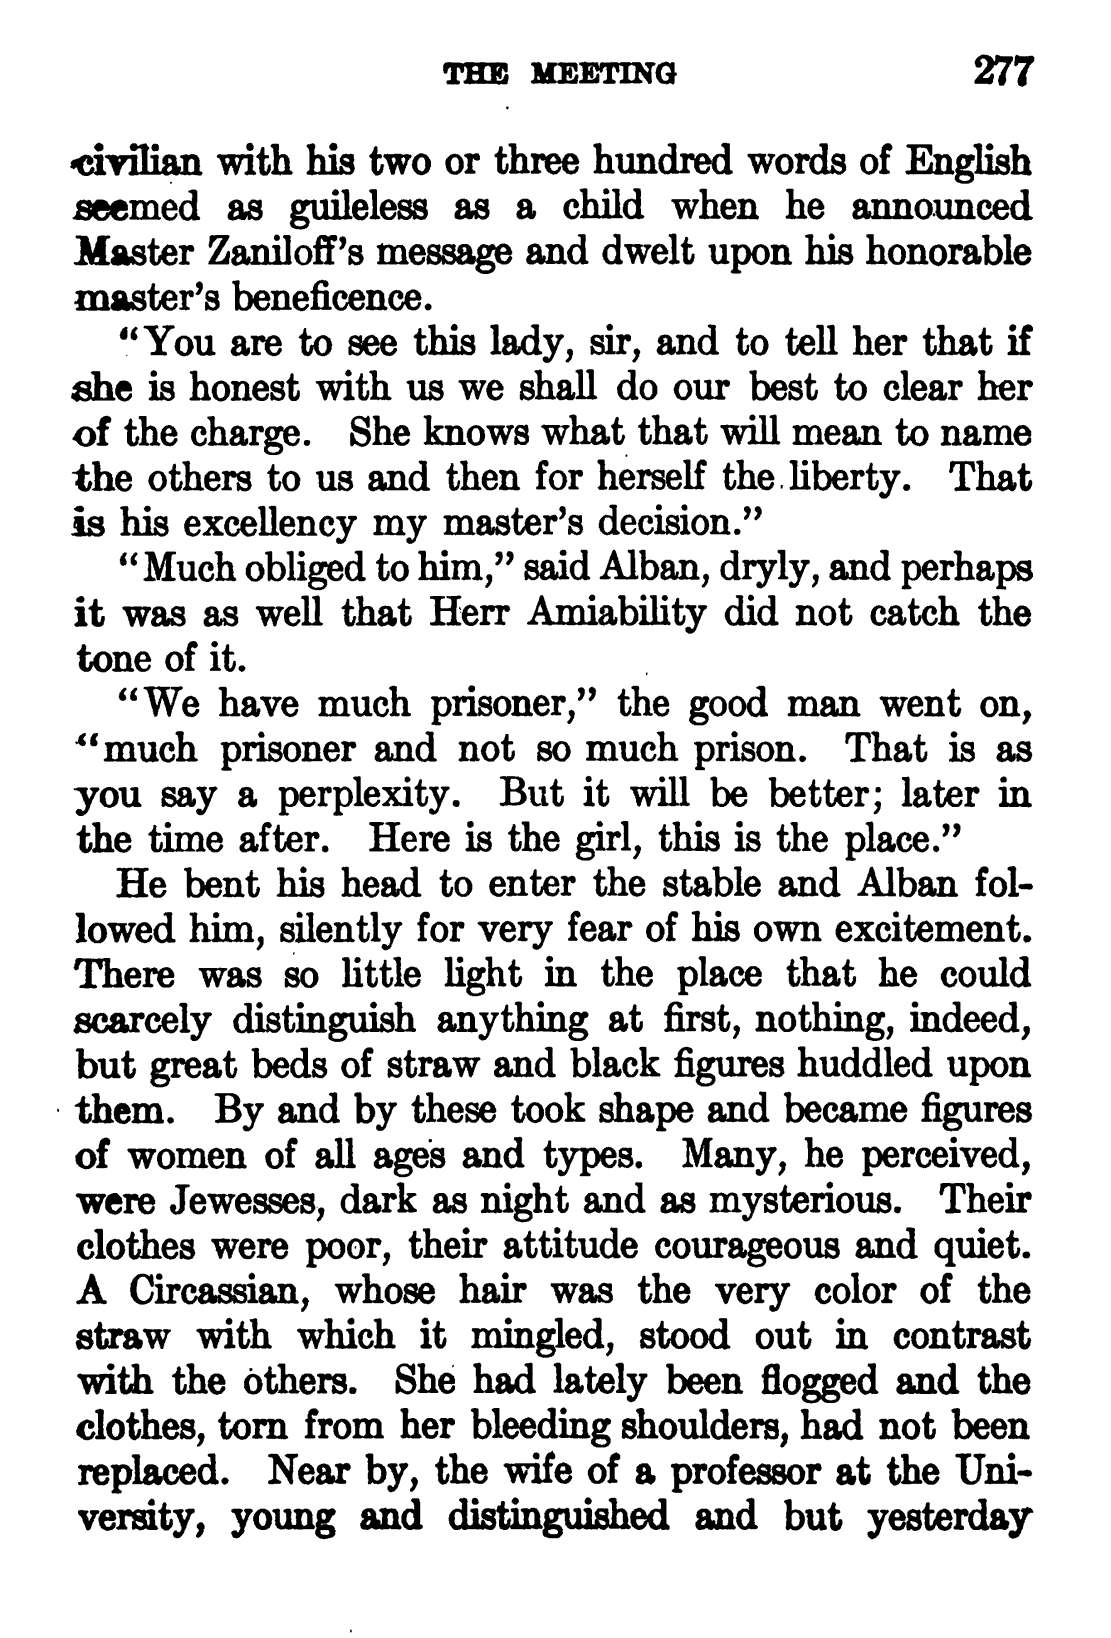 THE MEETING 277
civilian with his two or three hundred words of English
seemed as guileless as a child when he announced
Master Zaniloff's message and dwelt upon his honorable
master's beneficence.
“You are to see this lady, sir, and to tell her that if
she is honest with us we shall do our best to clear her
of the charge. She knows what that will mean to name
the others to us and then for herself the liberty. That
is his excellency my master's decision.”
“Much obliged to him,” said Alban, dryly, and perhaps
it was as well that Herr Amiability did not catch the
tone of it.
“We have much prisoner,” the good man went on,
“much prisoner and not so much prison. That is as
you say a perplexity. But it will be better; later in
the time after. Here is the girl, this is the place.”
He bent his head to enter the stable and Alban fol-
lowed him, silently for very fear of his own excitement.
There was so little light in the place that he could
scarcely distinguish anything at first, nothing, indeed,
but great beds of straw and black figures huddled upon
them. By and by these took shape and became figures
of women of all ages and types. Many, he perceived,
were Jewesses, dark as night and as mysterious. Their
clothes were poor, their attitude courageous and quiet.
A Circassian, whose hair was the very color of the
straw with which it mingled, stood out in contrast
with the others. She had lately been flogged and the
clothes, torn from her bleeding shoulders, had not been
replaced. Near by, the wife of a professor at the Uni-
versity, young and distinguished and but yesterday